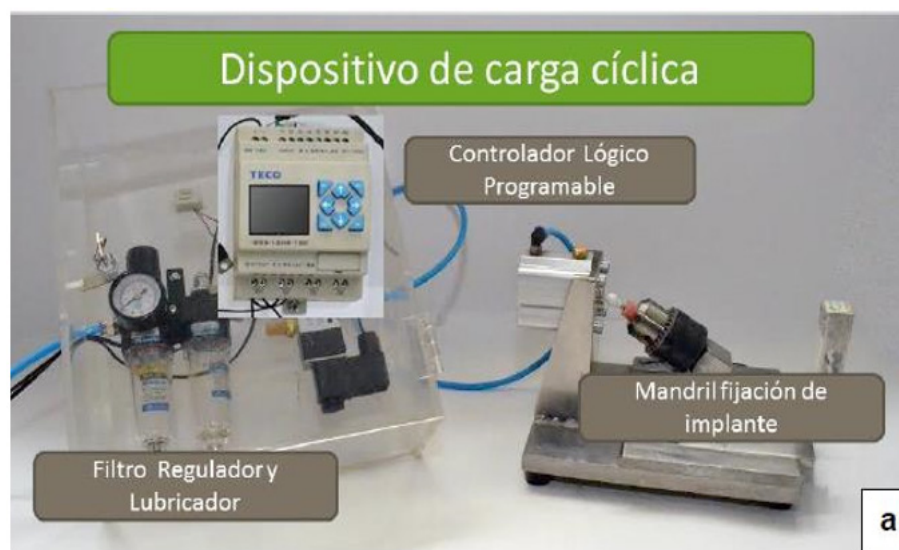 Dispositivo de carga cíclica
Controlador Lógico
Programable
TECO
Mandril fijación de
implante
Filtro Regulador y
Lubricador
a